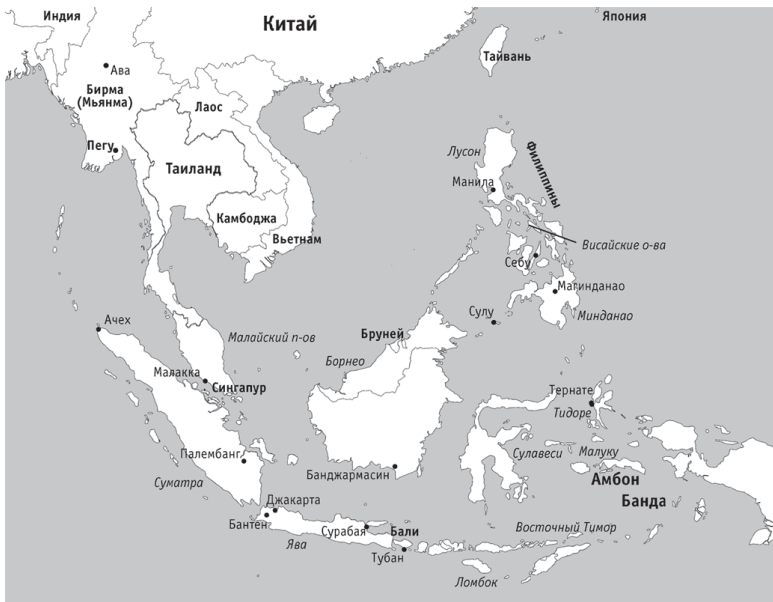 Индия
Китай
Япония
Тайвань
Ава
Бирма
(Мьянма)
Лаос
Пегу
Таиланд
Лусон
Филиппины
Манила
Камбоджа
Вьетнам
Висайские о-ва
Себу
Магинданао
Минданао
Сулу
Ачех
Малайский п-ов
Бруней
Борнео
Малакка
Сингапур
Тернате
Тидоре
Палембанг
Сулавеси
Малуку
Банджармасин
Суматра
Амбон
Банда
Джакарта
Бантен
Сурабая
Бали
Восточный Тимор
Ява
Тубан
Ломбок